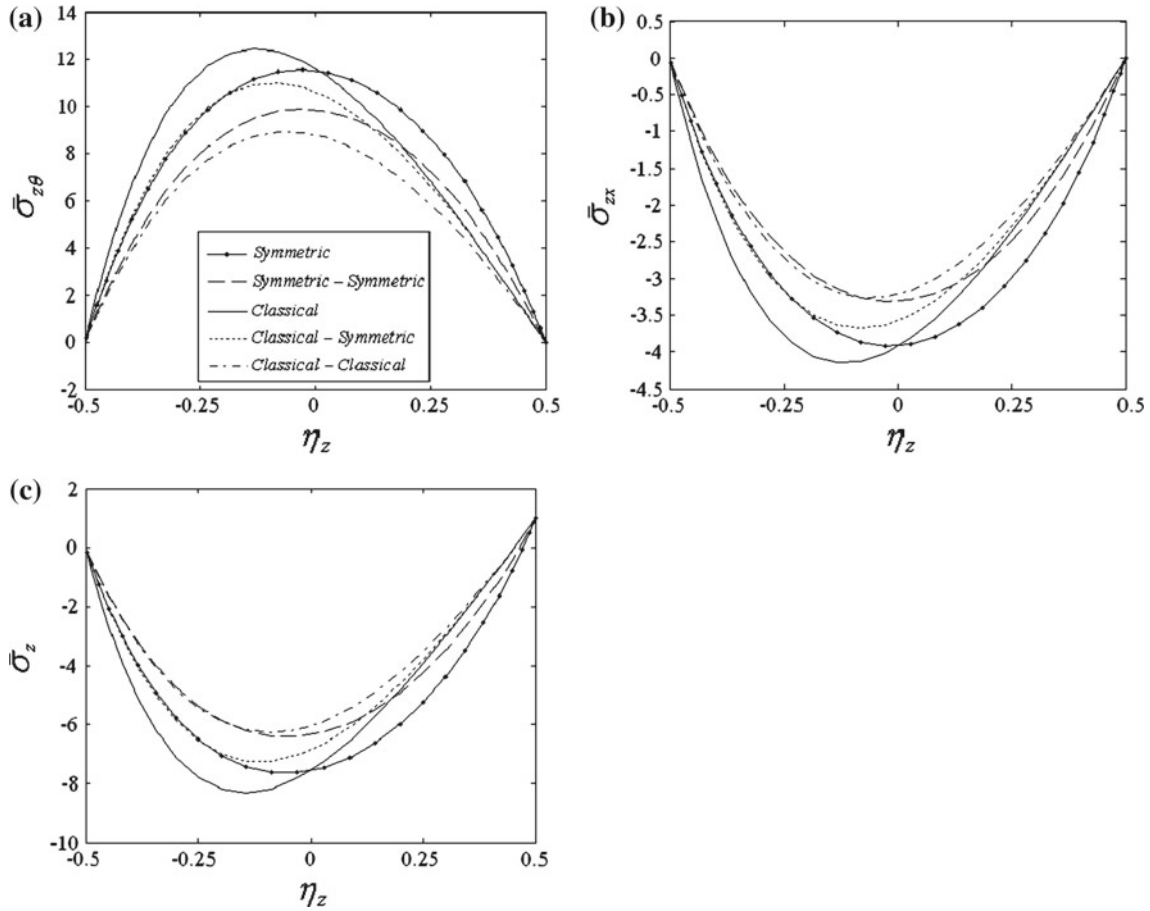 (a)
14
12
10
8
6
4
2
0
-2
σ̿zθ
-0.5 -0.25 0 0.25 0.5
ηz
Symmetric
Symmetric – Symmetric
Classical
Classical – Symmetric
Classical – Classical
(b)
0.5
0
-0.5
-1
-1.5
-2
-2.5
-3
-3.5
-4
-4.5
σ̿zx
-0.5 -0.25 0 0.25 0.5
ηz
(c)
2
0
-2
-4
-6
-8
-10
σ̿z
-0.5 -0.25 0 0.25 0.5
ηz